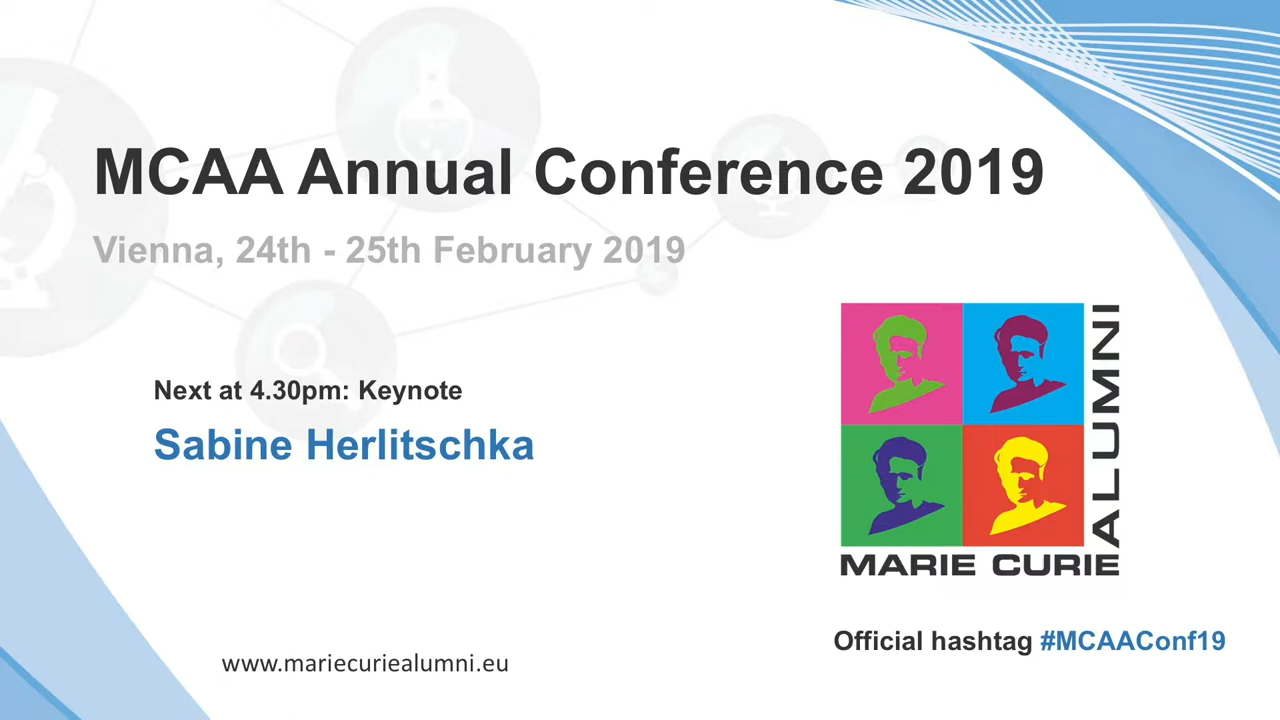 MCAA Annual Conference 2019
Vienna, 24th - 25th February 2019
Next at 4.30pm: Keynote
Sabine Herlitschka
MARIE CURIE
ALUMNI
Official hashtag #MCAAConf19
www.mariecuriealumni.eu